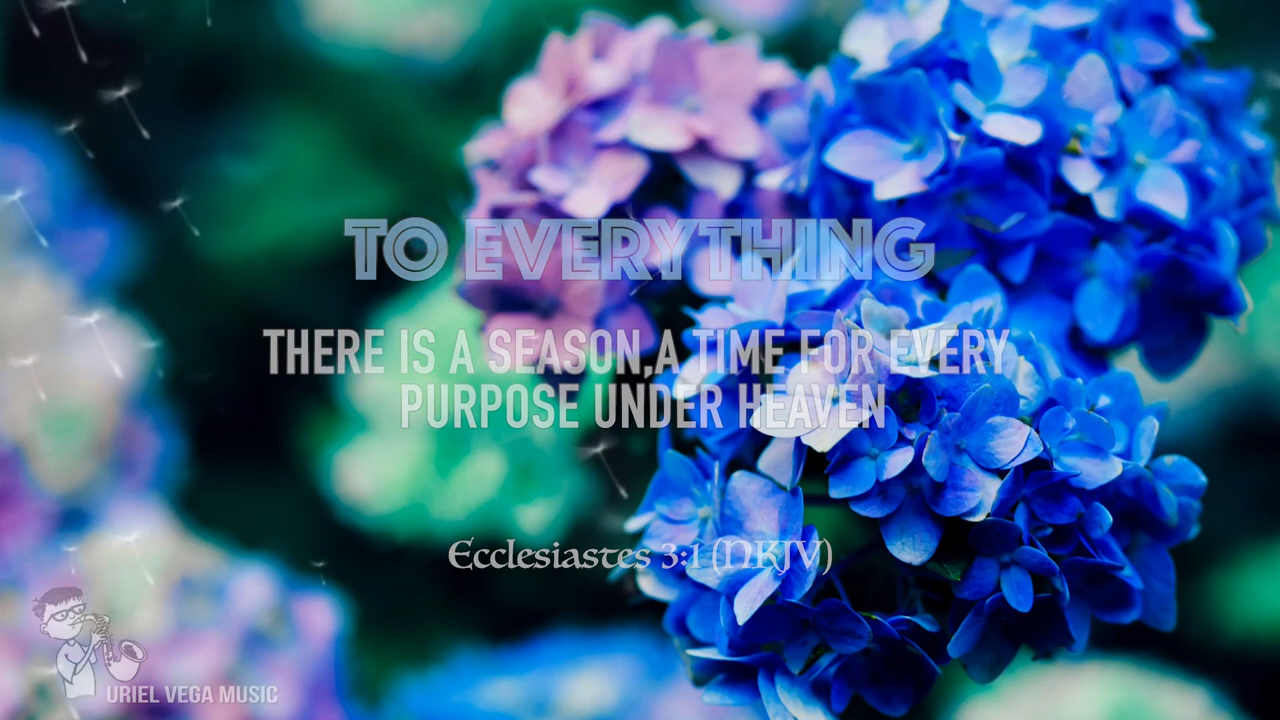 TO EVERYTHING
THERE IS A SEASON,A TIME FOR EVERY
PURPOSE UNDER HEAVEN
Ecclesiastes 3:1 (NKJV)
URIEL VEGA MUSIC